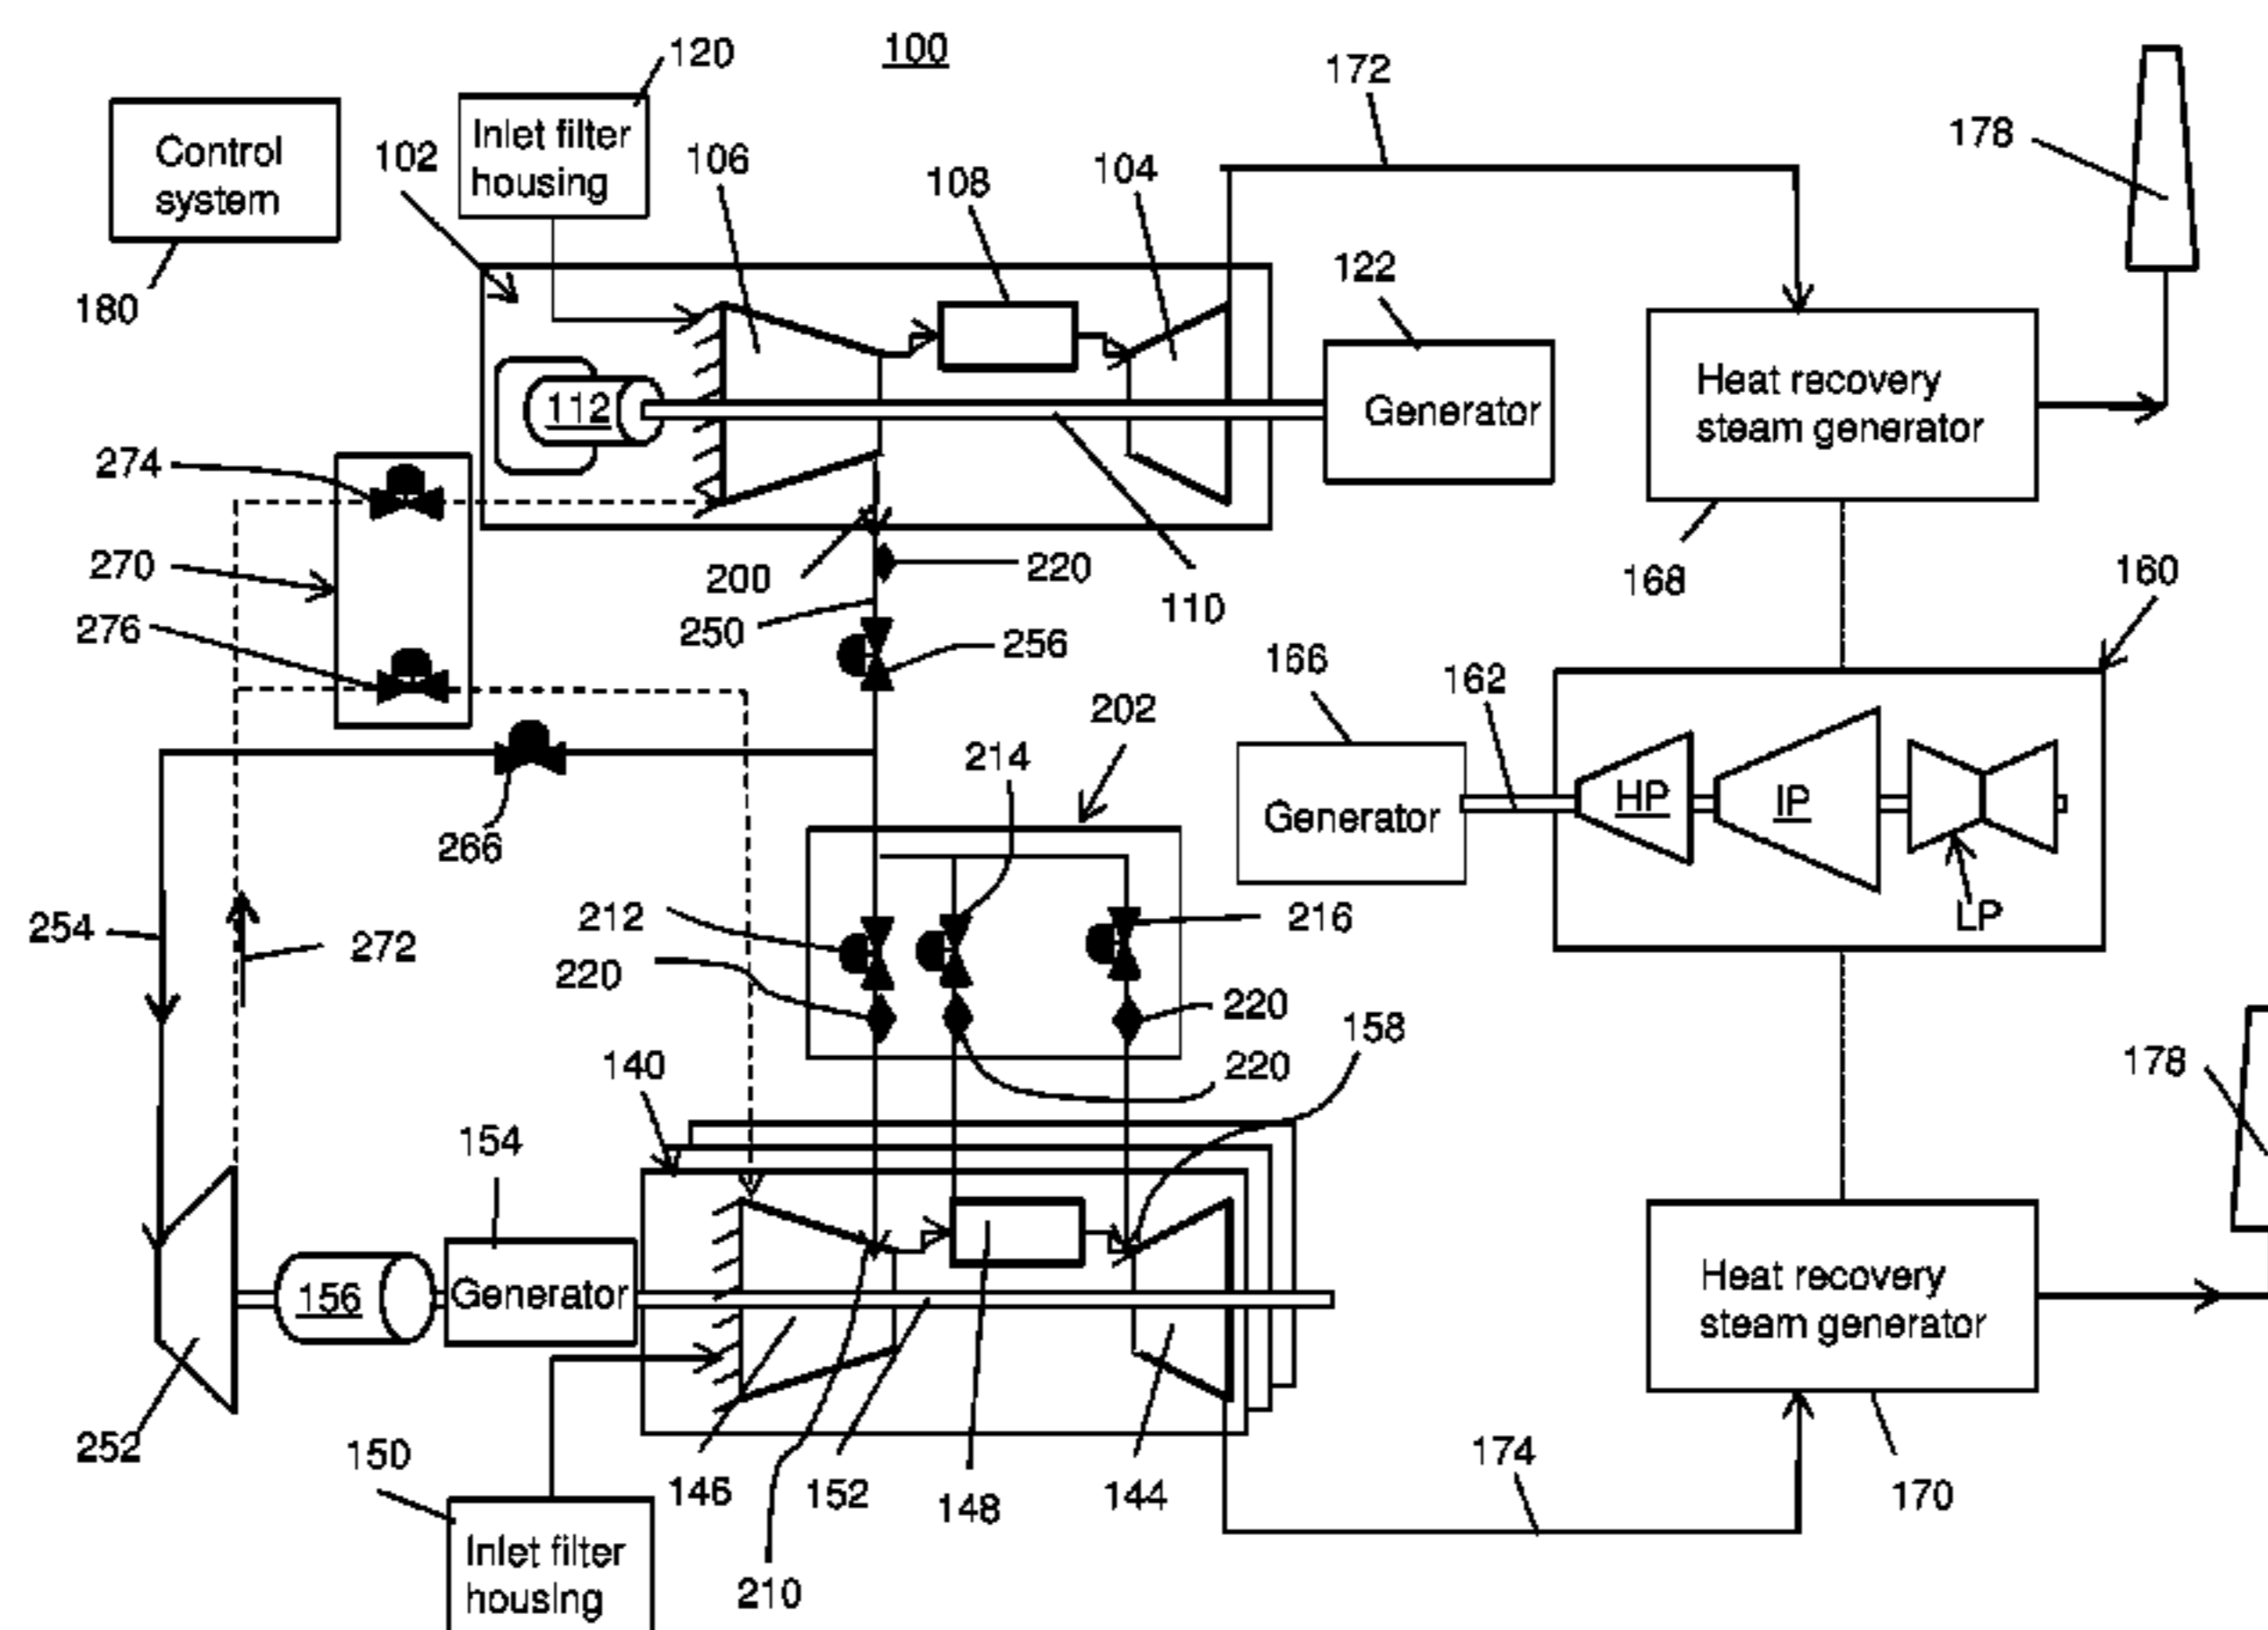 100
120
172
178
Control
system
180
102
Inlet filter
housing
106
108
104
122
112
Generator
Heat recovery
steam generator
274
270
276
200
220
250
256
110
168
160
166
162
202
214
266
Generator
HP
IP
LP
254
272
212
220
216
220
220
158
178
140
154
156
Generator
Heat recovery
steam generator
252
150
146
152
148
144
174
170
Inlet filter
housing
210